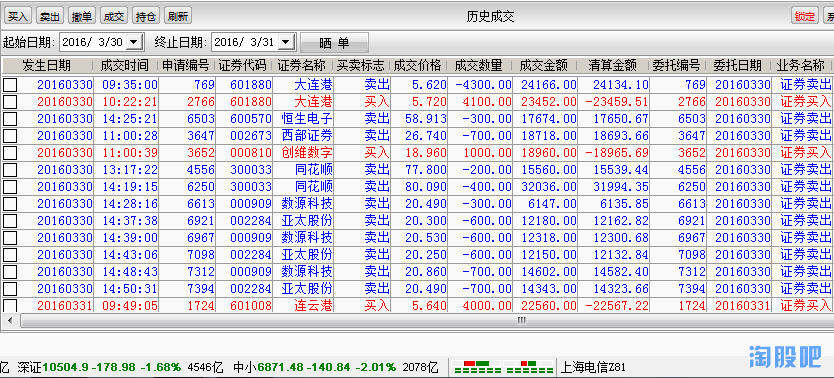 买入 卖出 撤单 成交 持仓 刷新 历史成交 锁定
起始日期: 2016/ 3/30 终止日期: 2016/ 3/31 晒 单
发生日期 成交时间 申请编号 证券代码 证券名称 买卖标志 成交价格 成交数量 成交金额 清算金额 委托编号 委托日期 业务名称
20160330 09:35:00 769 601880 大连港 卖出 5.620 -4300.00 24166.00 24134.10 769 20160330 证券卖出
20160330 10:22:21 2766 601880 大连港 买入 5.720 4100.00 23452.00 -23459.51 2766 20160330 证券买入
20160330 14:25:21 6503 600570 恒生电子 卖出 58.913 -300.00 17674.00 17650.67 6503 20160330 证券卖出
20160330 11:00:28 3647 002673 西部证券 卖出 26.740 -700.00 18718.00 18693.66 3647 20160330 证券卖出
20160330 11:00:39 3652 000810 创维数字 买入 18.960 1000.00 18960.00 -18965.69 3652 20160330 证券买入
20160330 13:17:22 4556 300033 同花顺 卖出 77.800 -200.00 15560.00 15539.44 4556 20160330 证券卖出
20160330 14:19:15 6250 300033 同花顺 卖出 80.090 -400.00 32036.00 31994.35 6250 20160330 证券卖出
20160330 14:28:16 6613 000909 数源科技 卖出 20.490 -300.00 6147.00 6135.85 6613 20160330 证券卖出
20160330 14:37:38 6921 002284 亚太股份 卖出 20.300 -600.00 12180.00 12162.82 6921 20160330 证券卖出
20160330 14:39:00 6967 000909 数源科技 卖出 20.530 -600.00 12318.00 12300.68 6967 20160330 证券卖出
20160330 14:43:06 7098 002284 亚太股份 卖出 20.250 -600.00 12150.00 12132.84 7098 20160330 证券卖出
20160330 14:48:43 7312 000909 数源科技 卖出 20.860 -700.00 14602.00 14582.40 7312 20160330 证券卖出
20160330 14:50:31 7394 002284 亚太股份 卖出 20.490 -700.00 14343.00 14323.66 7394 20160330 证券卖出
20160331 09:49:05 1724 601008 连云港 买入 5.640 4000.00 22560.00 -22567.22 1724 20160331 证券买入
亿 深证10504.9 -178.98 -1.68% 4546亿 中小6871.48 -140.84 -2.01% 2078亿 上海电信Z81
淘股吧